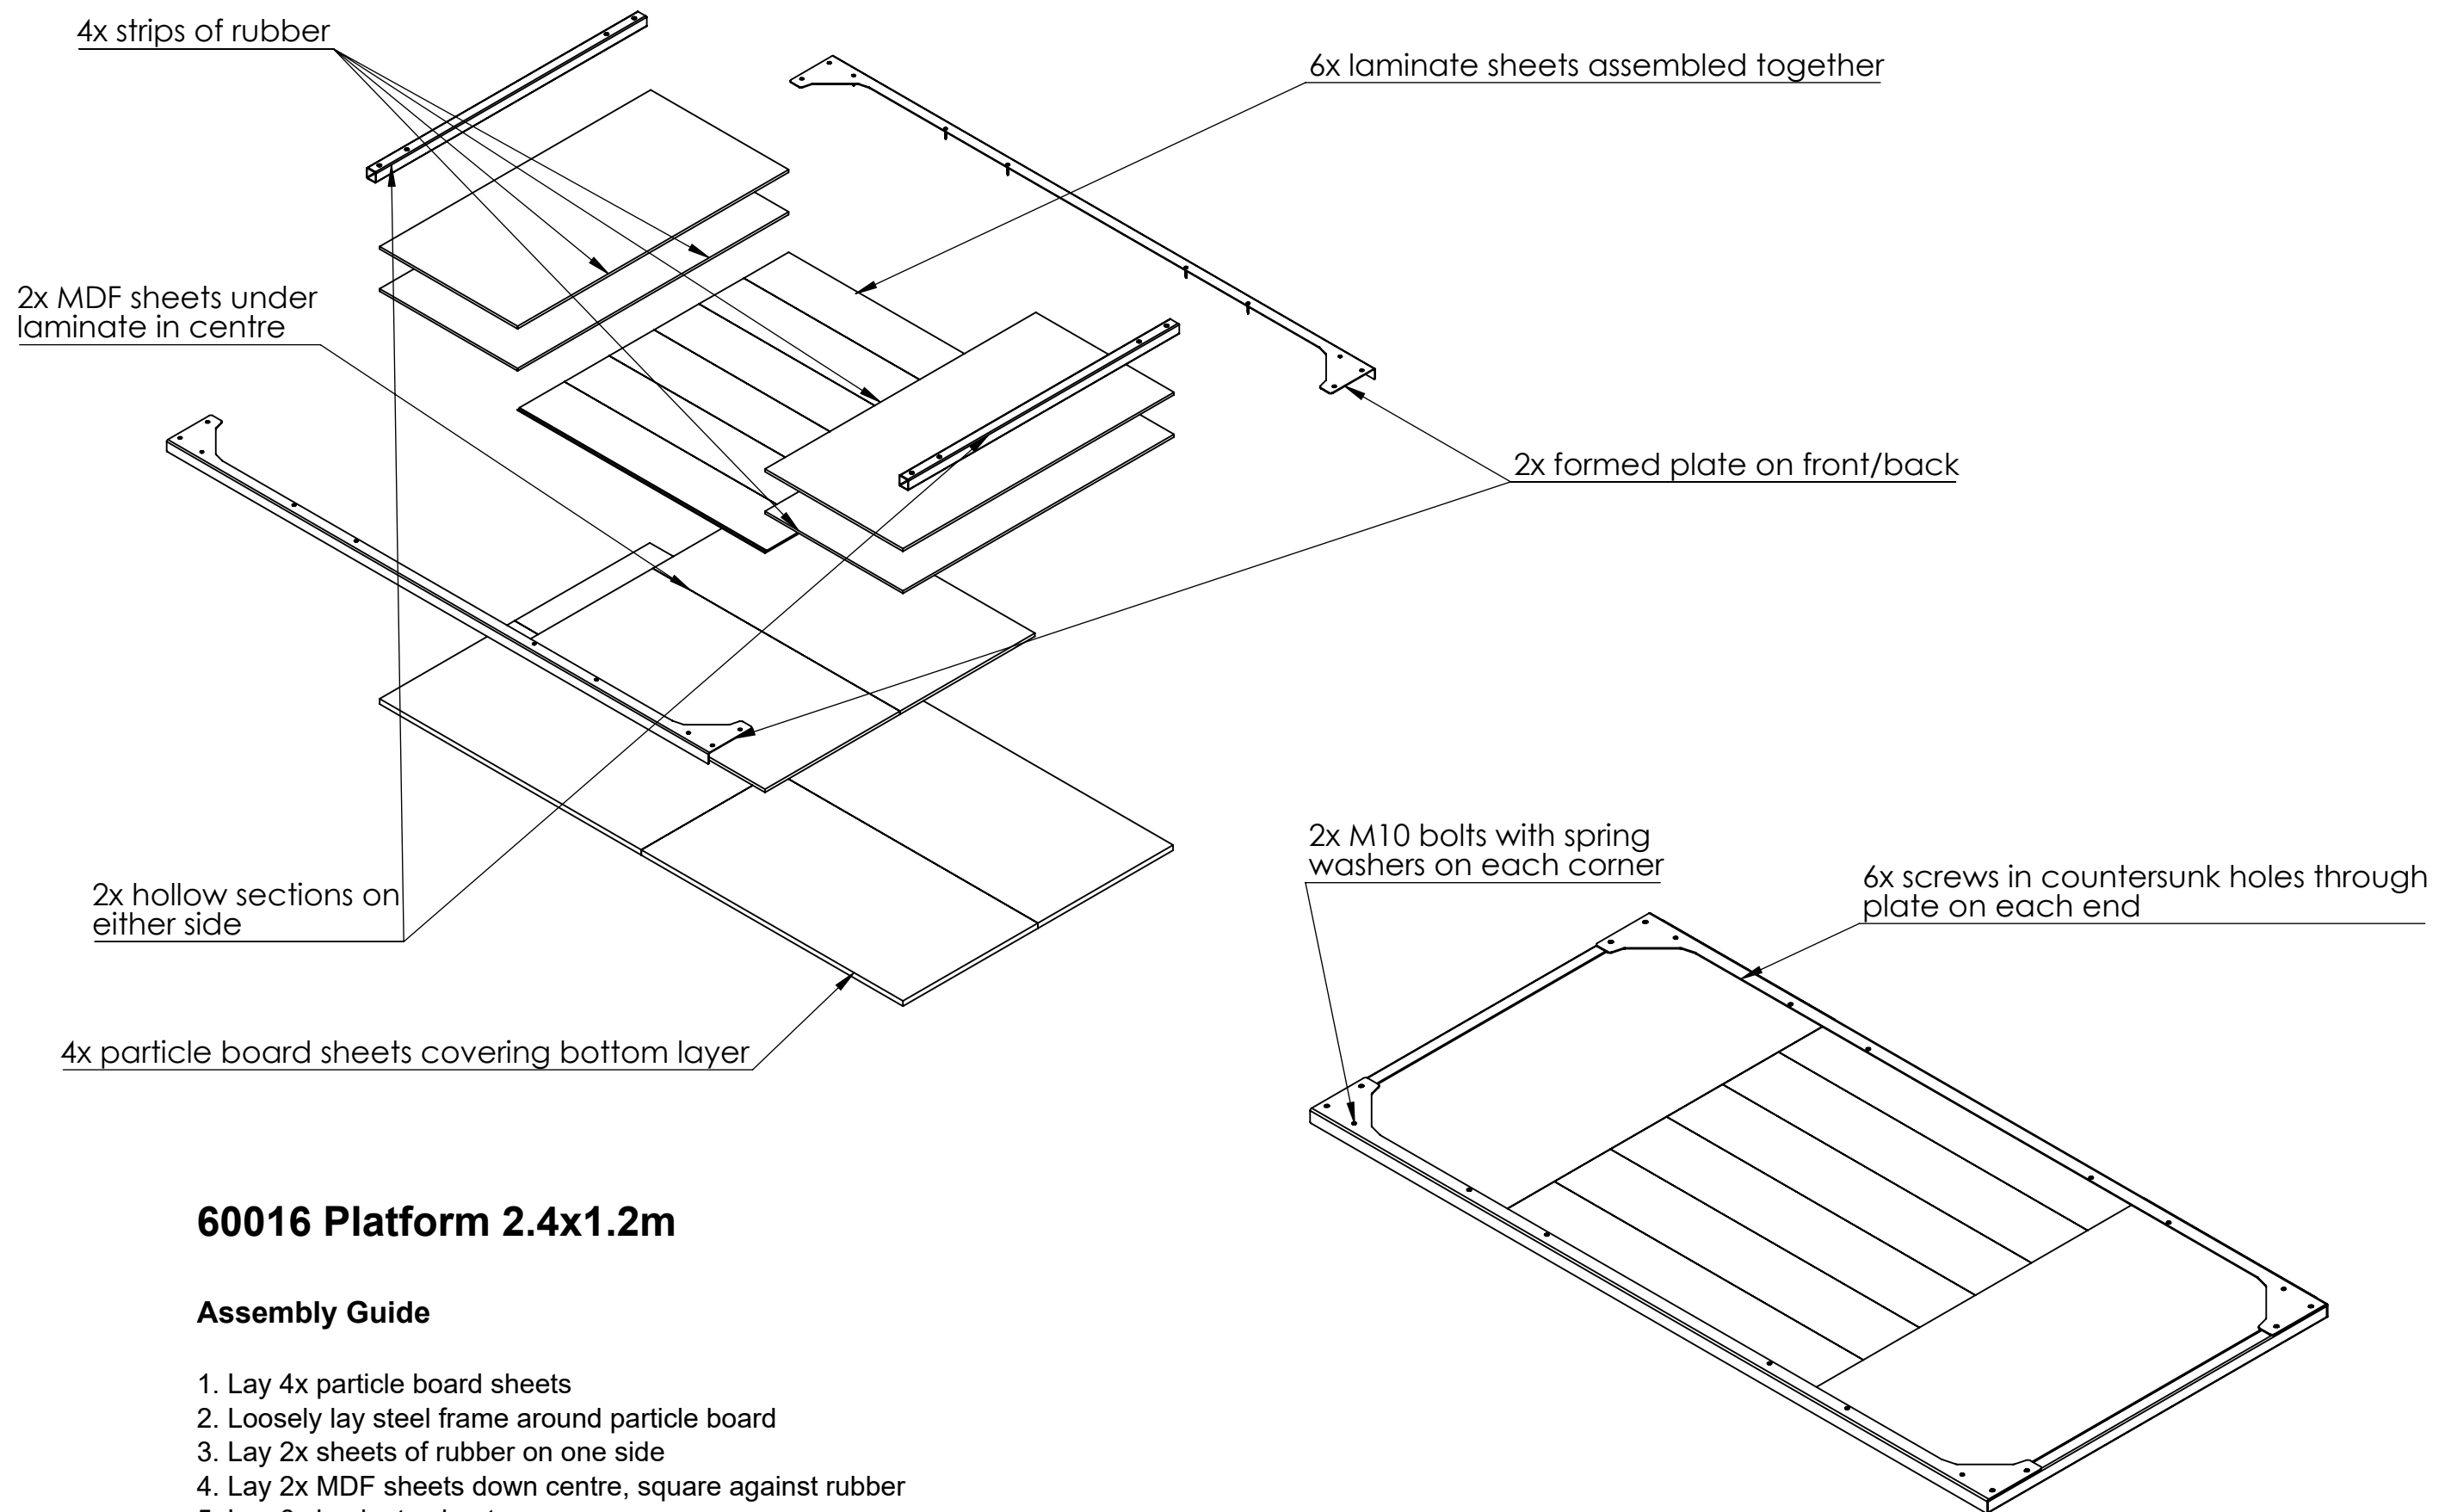 4x strips of rubber
6x laminate sheets assembled together
2x MDF sheets under
laminate in centre
2x formed plate on front/back
2x hollow sections on
either side
4x particle board sheets covering bottom layer
2x M10 bolts with spring
washers on each corner
6x screws in countersunk holes through
plate on each end
60016 Platform 2.4x1.2m
Assembly Guide
1. Lay 4x particle board sheets
2. Loosely lay steel frame around particle board
3. Lay 2x sheets of rubber on one side
4. Lay 2x MDF sheets down centre, square against rubber